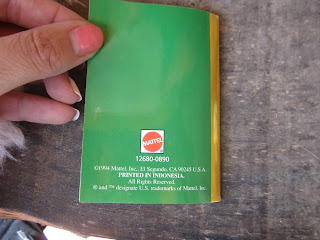 MATTEL
12680-0890
©1994 Mattel, Inc., El Segundo, CA 90245 U.S.A.
PRINTED IN INDONESIA.
All Rights Reserved.
® and ™ designate U.S. trademarks of Mattel, Inc.